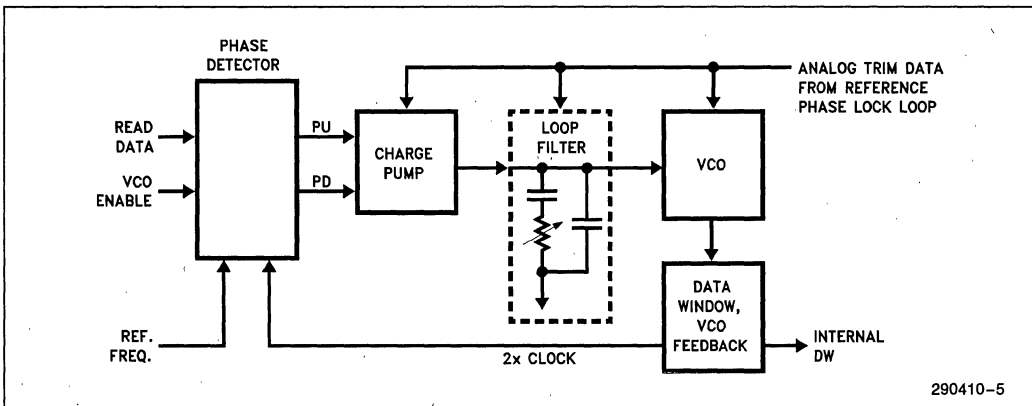 PHASE
DETECTOR
ANALOG TRIM DATA
FROM REFERENCE
PHASE LOCK LOOP
READ
DATA
VCO
ENABLE
PU
PD
CHARGE
PUMP
LOOP
FILTER
VCO
DATA
WINDOW,
VCO
FEEDBACK
REF.
FREQ.
2x CLOCK
INTERNAL
DW
290410-5